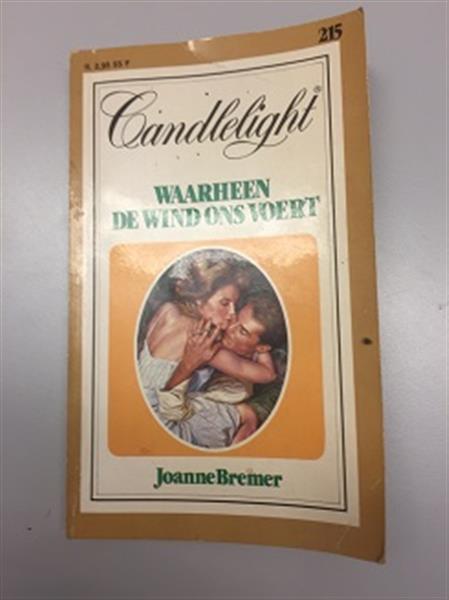 215
Candlelight®
WAARHEEN
DE WIND ONS VOERT
Joanne Bremer